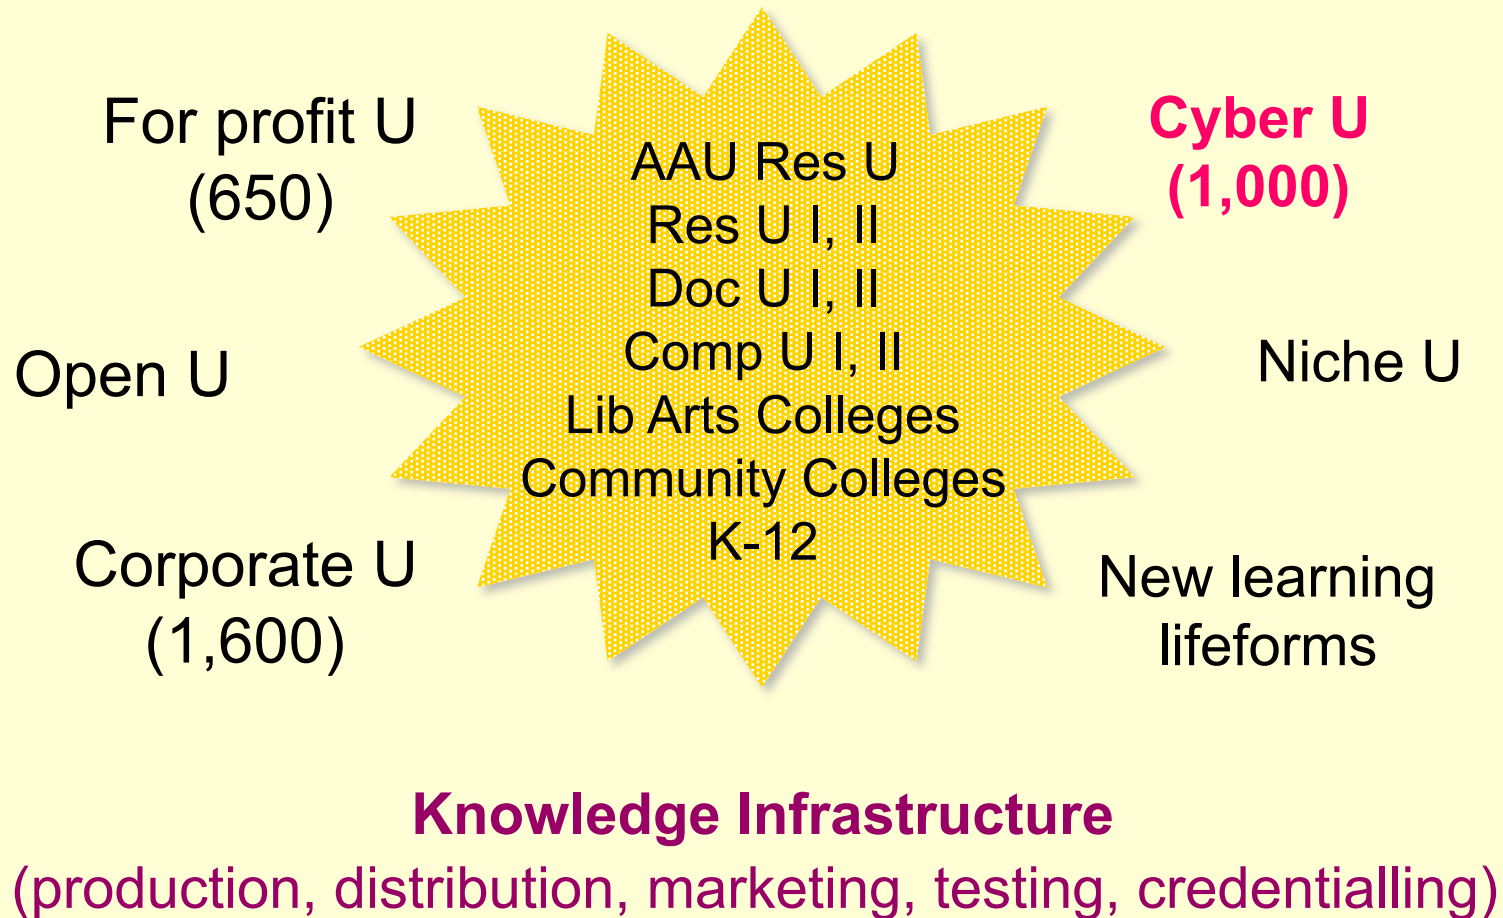 For profit U
(650)
Open U
Corporate U
(1,600)
AAU Res U
Res U I, II
Doc U I, II
Comp U I, II
Lib Arts Colleges
Community Colleges
K-12
Cyber U
(1,000)
Niche U
New learning
lifeforms
Knowledge Infrastructure
(production, distribution, marketing, testing, credentialling)